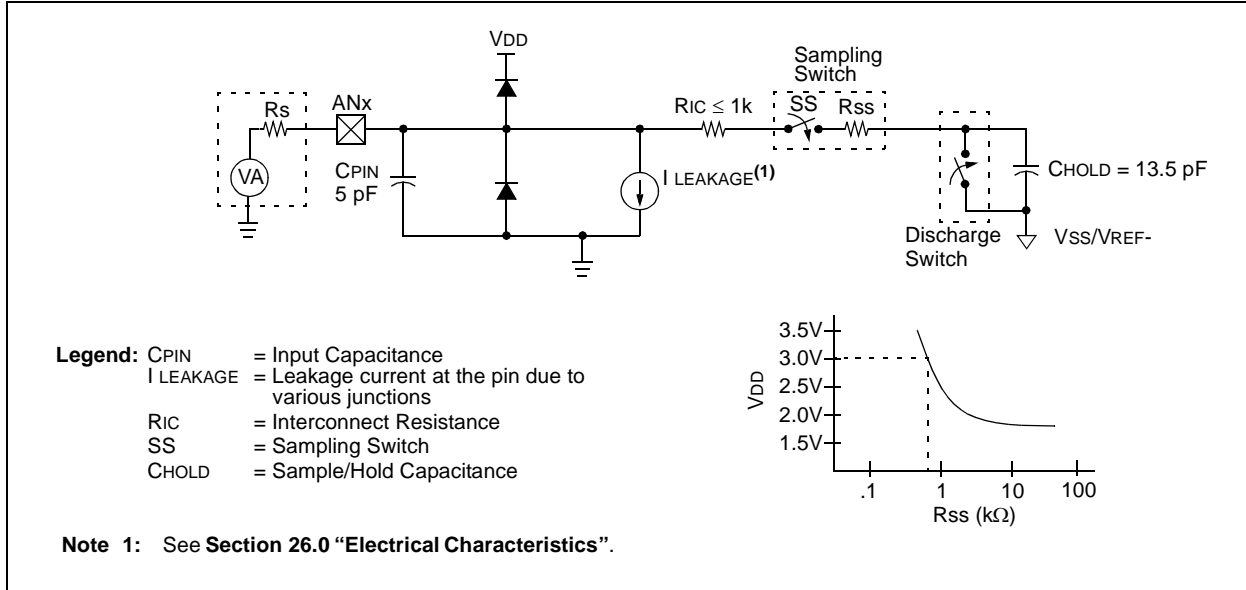 VDD
Sampling
Switch
Rs
ANx
RIC ≤ 1k
SS
Rss
VA
CPIN
5 pF
I LEAKAGE(1)
CHOLD = 13.5 pF
Discharge
Switch
VSS/VREF-
Legend: CPIN = Input Capacitance
I LEAKAGE = Leakage current at the pin due to
various junctions
RIC = Interconnect Resistance
SS = Sampling Switch
CHOLD = Sample/Hold Capacitance
3.5V
3.0V
2.5V
2.0V
1.5V
VDD
.1 1 10 100
Rss (kΩ)
Note 1: See Section 26.0 “Electrical Characteristics”.